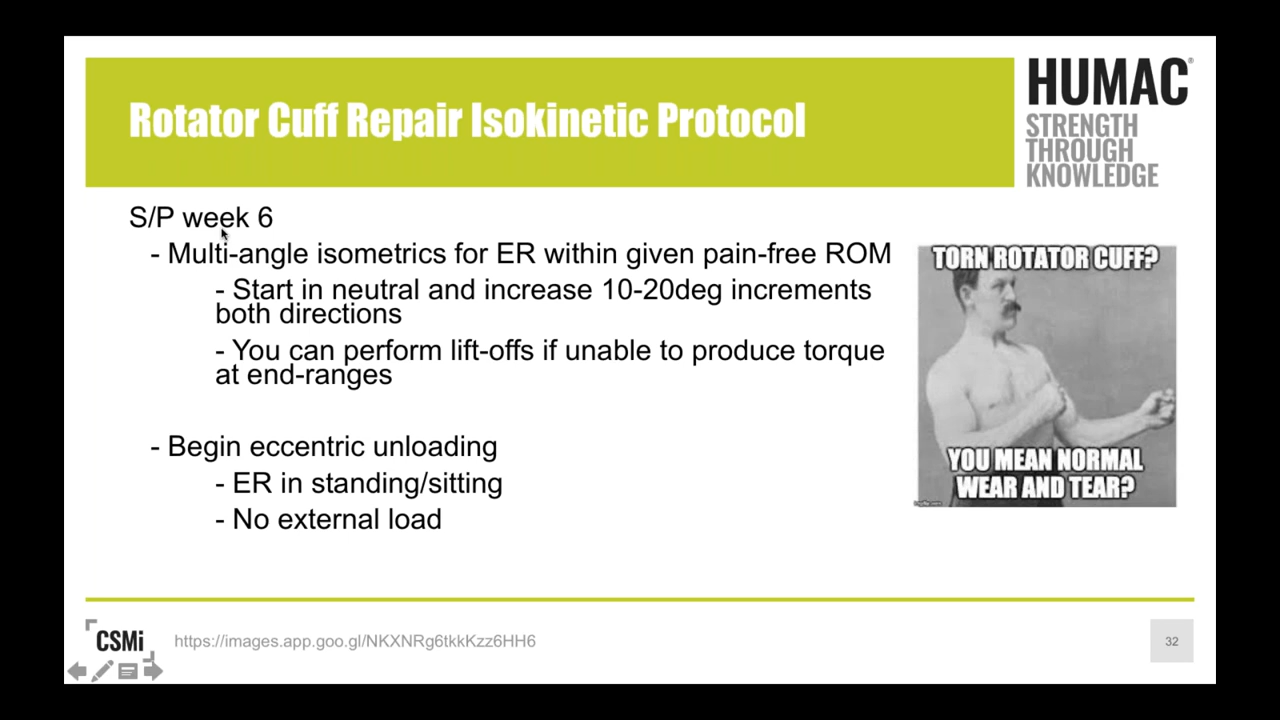 Rotator Cuff Repair Isokinetic Protocol
HUMAC®
STRENGTH
THROUGH
KNOWLEDGE
S/P week 6
- Multi-angle isometrics for ER within given pain-free ROM
- Start in neutral and increase 10-20deg increments
both directions
- You can perform lift-offs if unable to produce torque
at end-ranges
- Begin eccentric unloading
- ER in standing/sitting
- No external load
TORN ROTATOR CUFF?
YOU MEAN NORMAL
WEAR AND TEAR?
CSMi
https://images.app.goo.gl/NKXNRg6tkkKzz6HH6
32